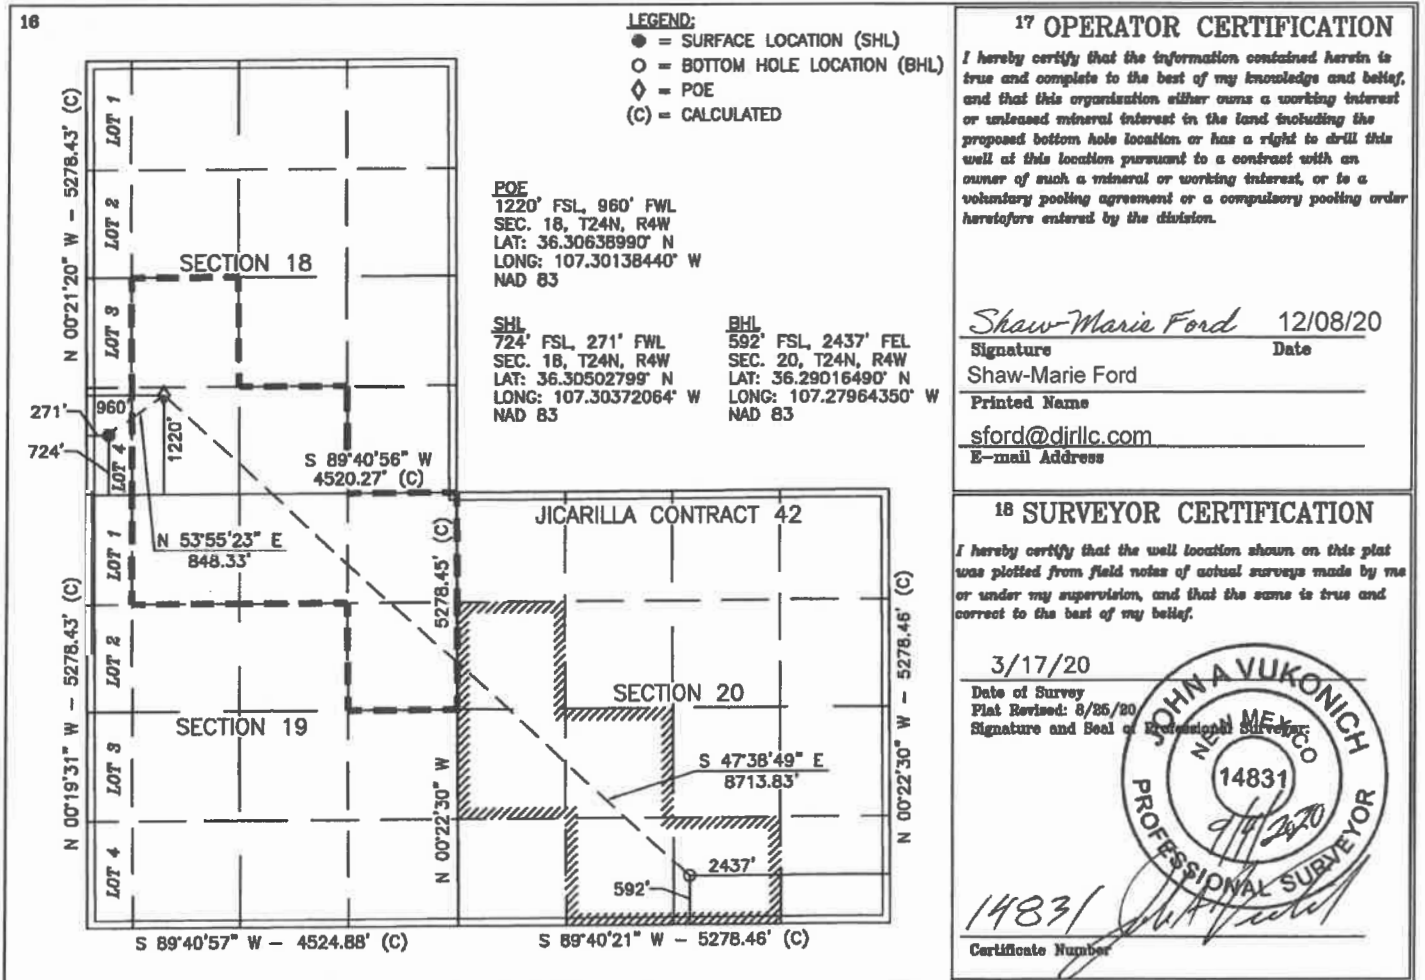 16
LEGEND:
= SURFACE LOCATION (SHL)
= BOTTOM HOLE LOCATION (BHL)
= POE
(C) = CALCULATED
POE
1220' FSL, 960' FWL
SEC. 18, T24N, R4W
LAT: 36.30638990° N
LONG: 107.30138440° W
NAD 83
SHL
724' FSL, 271' FWL
SEC. 18, T24N, R4W
LAT: 36.30502799° N
LONG: 107.30372064° W
NAD 83
BHL
592' FSL, 2437' FEL
SEC. 20, T24N, R4W
LAT: 36.29016490° N
LONG: 107.27964350° W
NAD 83
N 00°21'20" W - 5278.43' (C)
LOT 1
LOT 2
SECTION 18
LOT 3
LOT 4
271'
724'
960'
1220'
S 89°40'56" W
4520.27' (C)
N 53°55'23" E
848.33'
N 00°19'31" W - 5278.43' (C)
LOT 1
LOT 2
SECTION 19
LOT 3
LOT 4
N 00°22'30" W
5278.45' (C)
JICARILLA CONTRACT 42
SECTION 20
S 47°38'49" E
8713.83'
2437'
592'
N 00°22'30" W - 5278.46' (C)
S 89°40'57" W - 4524.88' (C)
S 89°40'21" W - 5278.46' (C)
17 OPERATOR CERTIFICATION
I hereby certify that the information contained herein is
true and complete to the best of my knowledge and belief,
and that this organization either owns a working interest
or unleased mineral interest in the land including the
proposed bottom hole location or has a right to drill this
well at this location pursuant to a contract with an
owner of such a mineral or working interest, or to a
voluntary pooling agreement or a compulsory pooling order
heretofore entered by the division.
Shaw-Marie Ford 12/08/20
Signature Date
Shaw-Marie Ford
Printed Name
sford@djrllc.com
E-mail Address
18 SURVEYOR CERTIFICATION
I hereby certify that the well location shown on this plat
was plotted from field notes of actual surveys made by me
or under my supervision, and that the same is true and
correct to the best of my belief.
3/17/20
Date of Survey
Plat Revised: 8/25/20
Signature and Seal of Professional Surveyor:
JOHN A VUKONICH
NEW MEXICO
14831
PROFESSIONAL SURVEYOR
14831
Certificate Number